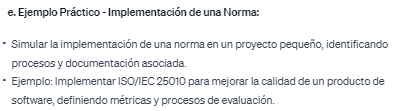 e. Ejemplo Práctico - Implementación de una Norma:
• Simular la implementación de una norma en un proyecto pequeño, identificando
procesos y documentación asociada.
• Ejemplo: Implementar ISO/IEC 25010 para mejorar la calidad de un producto de
software, definiendo métricas y procesos de evaluación.